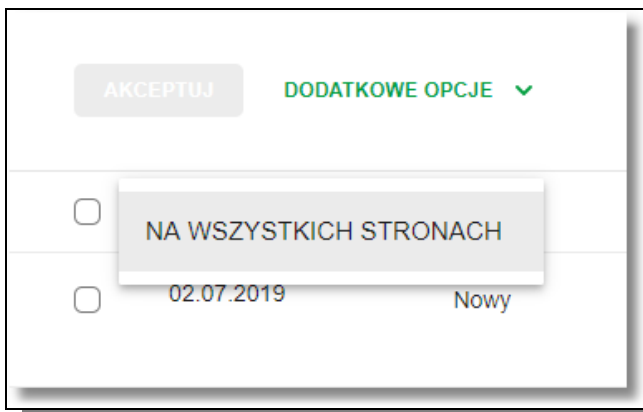 AKCEPTUJ DODATKOWE OPCJE
NA WSZYSTKICH STRONACH
02.07.2019 Nowy